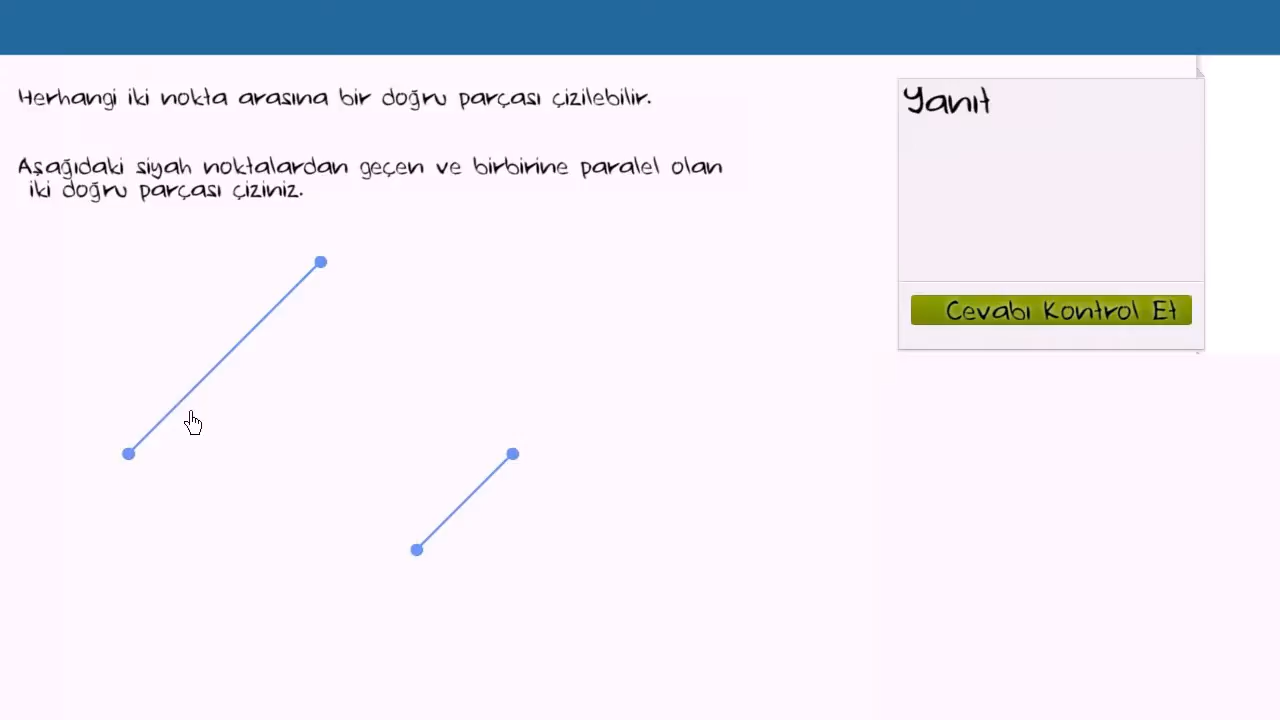 Herhangi iki nokta arasına bir doğru parçası çizilebilir.
Aşağıdaki siyah noktalardan geçen ve birbirine paralel olan
iki doğru parçası çiziniz.
Yanıt
Cevabı Kontrol Et